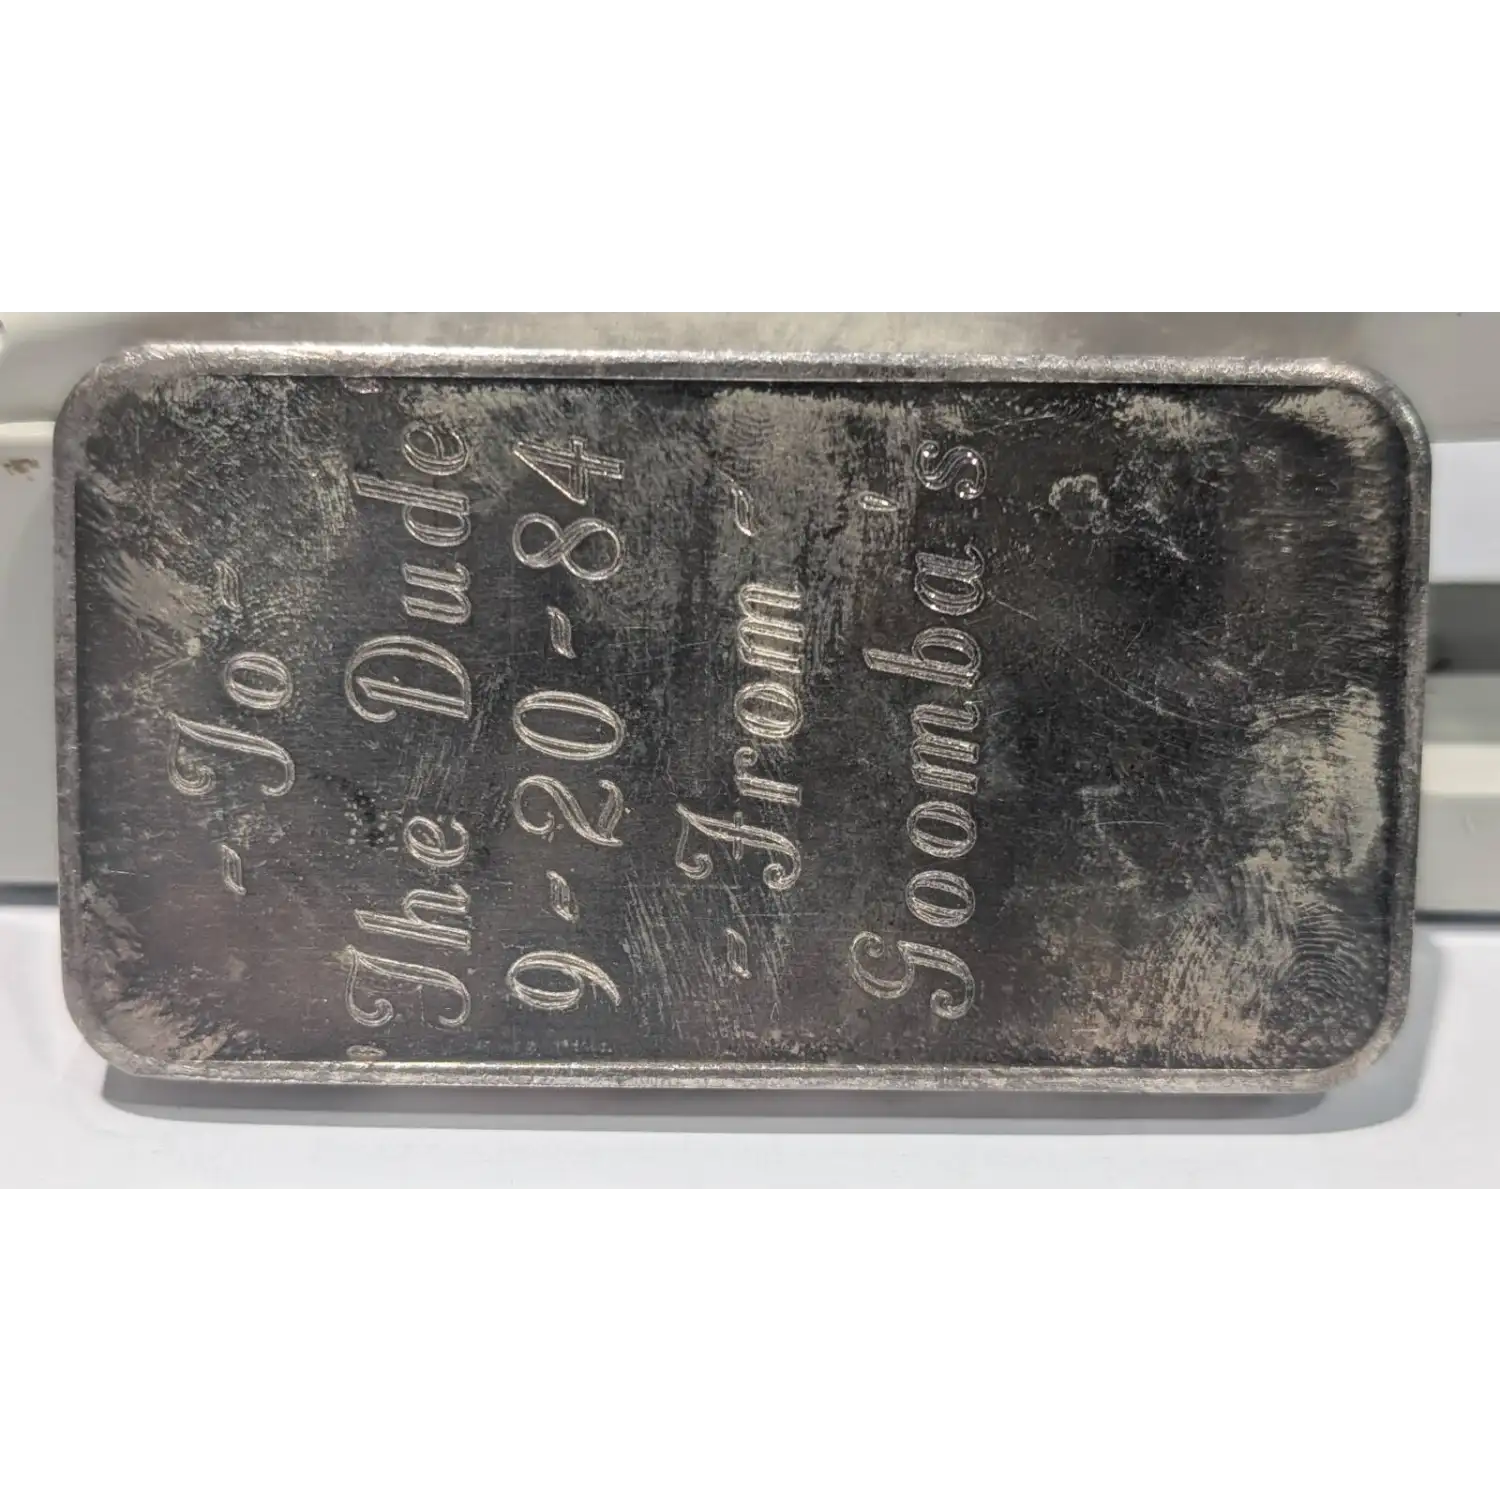 - To -
The Dude
9-20-84
- From -
Goomba's